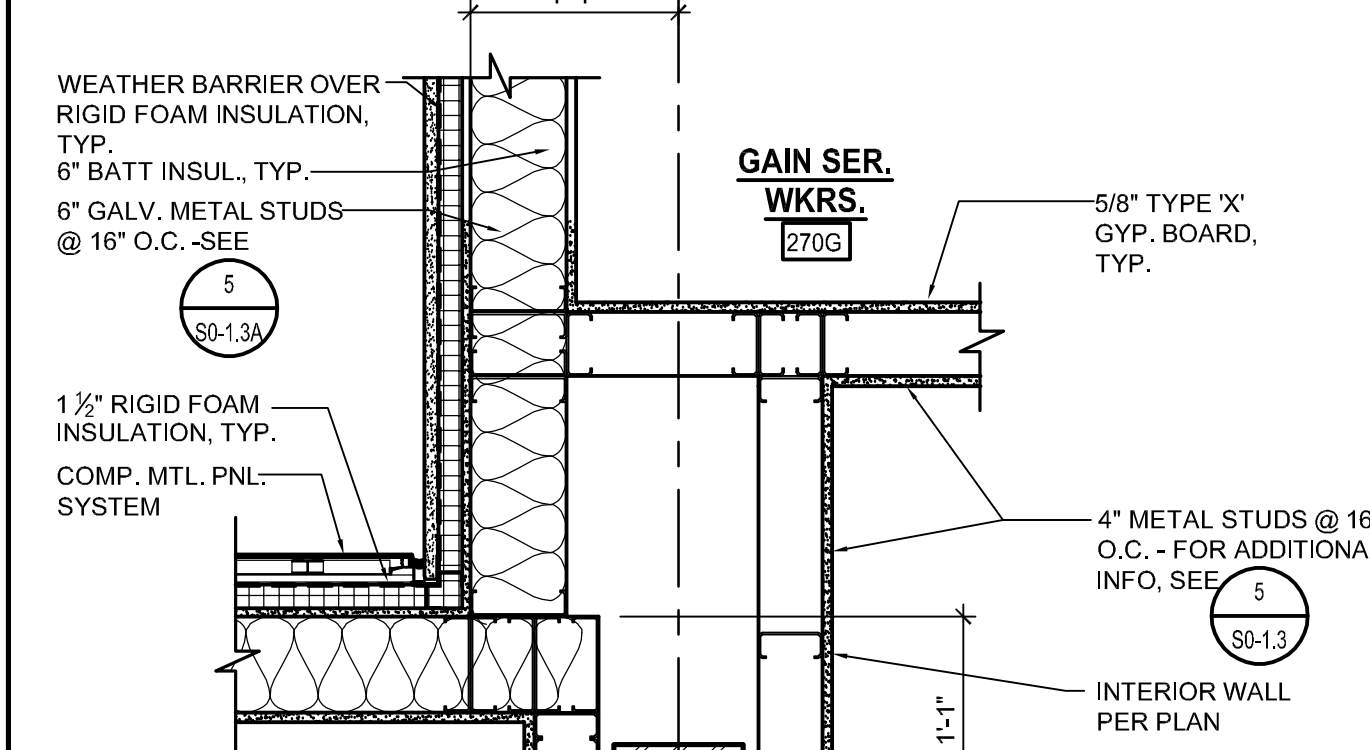 WEATHER BARRIER OVER
RIGID FOAM INSULATION,
TYP.
6" BATT INSUL., TYP.
6" GALV. METAL STUDS
@ 16" O.C. -SEE
5
S0-1.3A
1 ½" RIGID FOAM
INSULATION, TYP.
COMP. MTL. PNL.
SYSTEM
GAIN SER.
WKRS.
270G
5/8" TYPE 'X'
GYP. BOARD,
TYP.
4" METAL STUDS @ 16
O.C. - FOR ADDITIONA
INFO, SEE
5
S0-1.3
INTERIOR WALL
PER PLAN
1'-1"